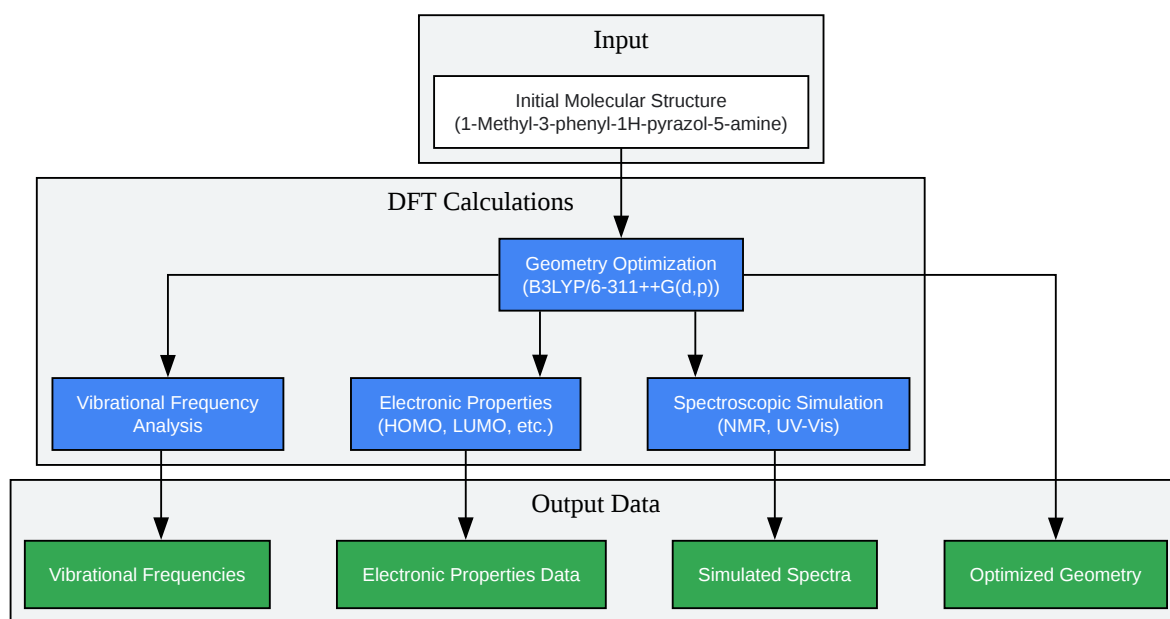 Input
Initial Molecular Structure
(1-Methyl-3-phenyl-1H-pyrazol-5-amine)
DFT Calculations
Geometry Optimization
(B3LYP/6-311++G(d,p))
Vibrational Frequency
Analysis
Electronic Properties
(HOMO, LUMO, etc.)
Spectroscopic Simulation
(NMR, UV-Vis)
Output Data
Vibrational Frequencies
Electronic Properties Data
Simulated Spectra
Optimized Geometry